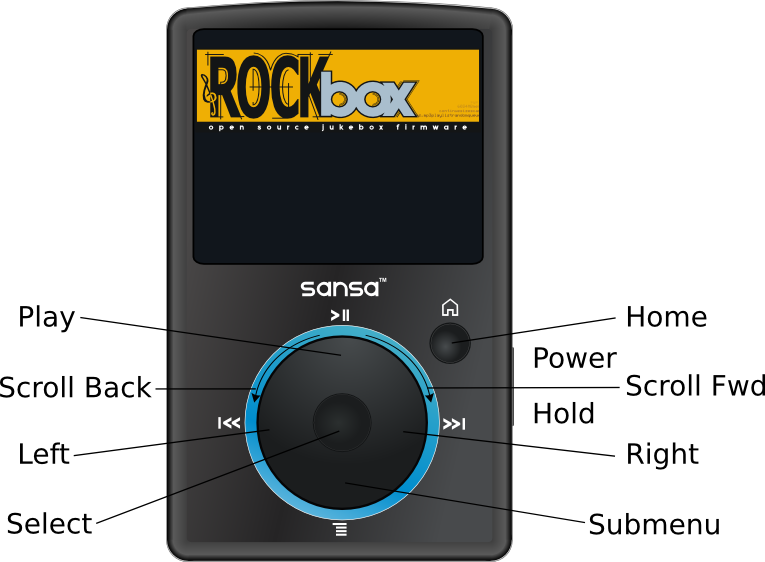 ROCKbox
open source jukebox firmware
sansa™
Play
Home
Power
Scroll Back
Scroll Fwd
Hold
Left
Right
Select
Submenu